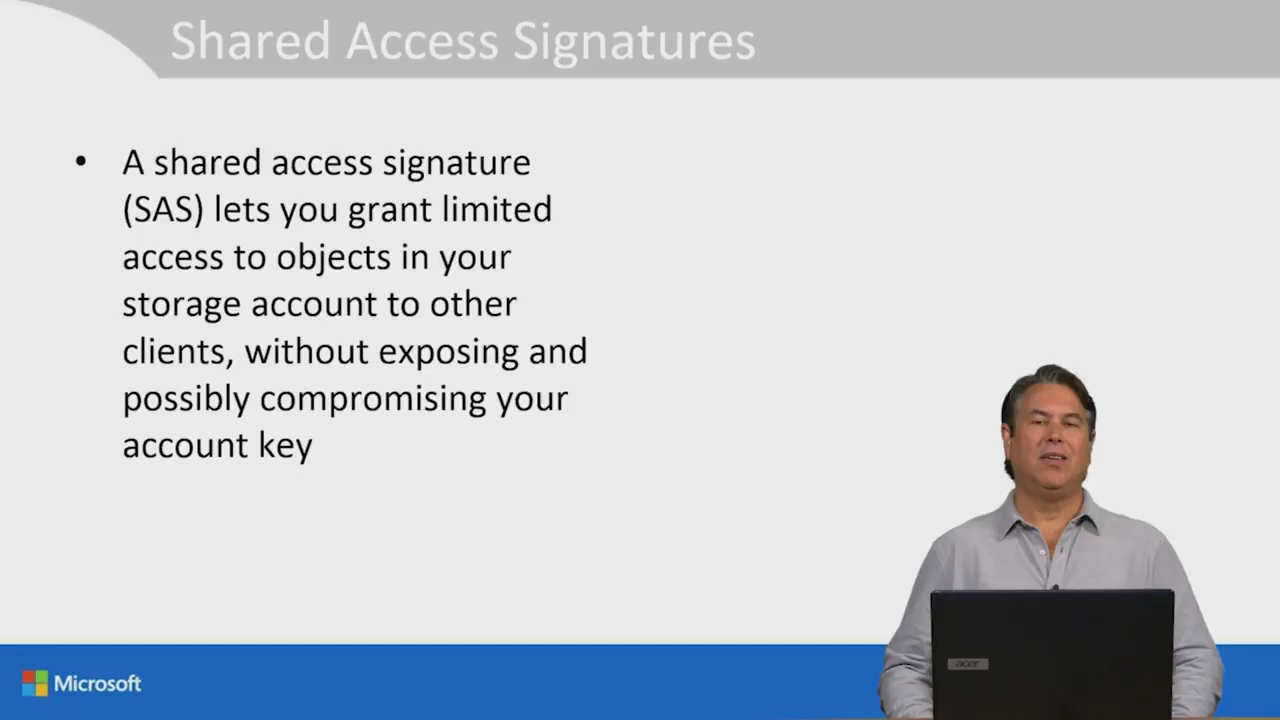 Shared Access Signatures
• A shared access signature
(SAS) lets you grant limited
access to objects in your
storage account to other
clients, without exposing and
possibly compromising your
account key
acer
Microsoft